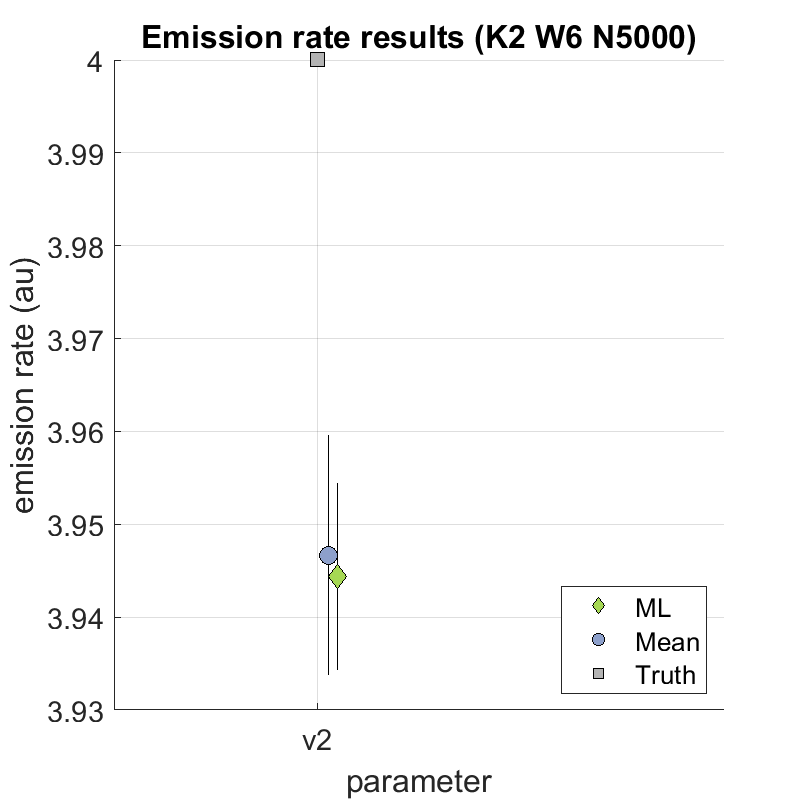 Emission rate results (K2 W6 N5000)
4
3.99
3.98
3.97
3.96
3.95
3.94
3.93
emission rate (au)
v2
parameter
ML
Mean
Truth